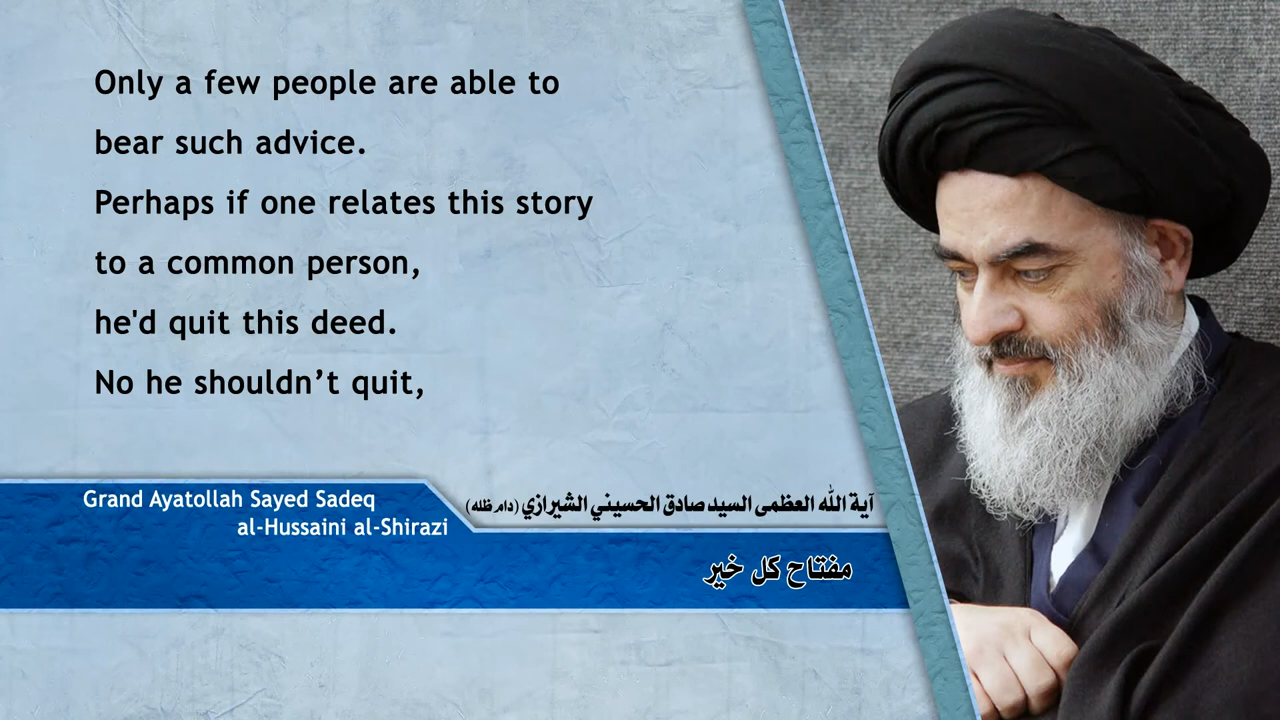 Only a few people are able to
bear such advice.
Perhaps if one relates this story
to a common person,
he'd quit this deed.
No he shouldn’t quit,
Grand Ayatollah Sayed Sadeq
al-Hussaini al-Shirazi
آية الله العظمى السيد صادق الحسيني الشيرازي (دام ظله)
مفتاح كل خير